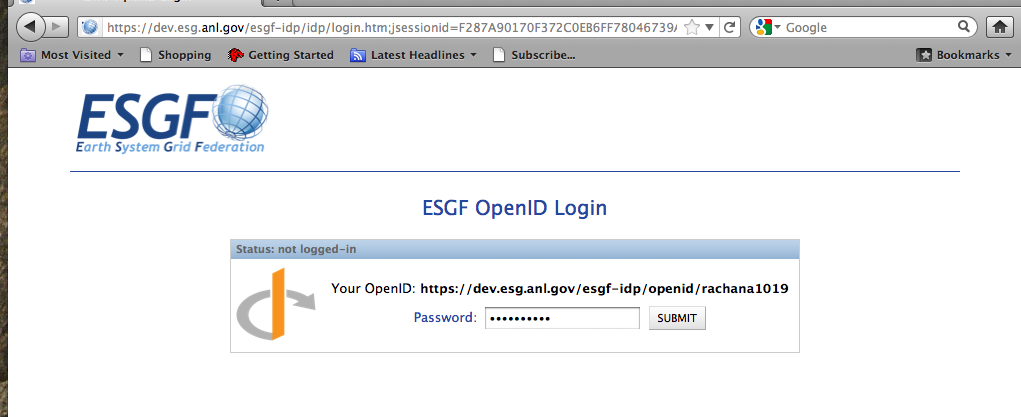 https://dev.esg.anl.gov/esgf-idp/idp/login.htm;jsessionid=F287A90170F372C0EB6FF78046739
Google
Most Visited
Shopping
Getting Started
Latest Headlines
Subscribe...
Bookmarks
ESGF
Earth System Grid Federation
ESGF OpenID Login
Status: not logged-in
Your OpenID: https://dev.esg.anl.gov/esgf-idp/openid/rachana1019
Password:
SUBMIT